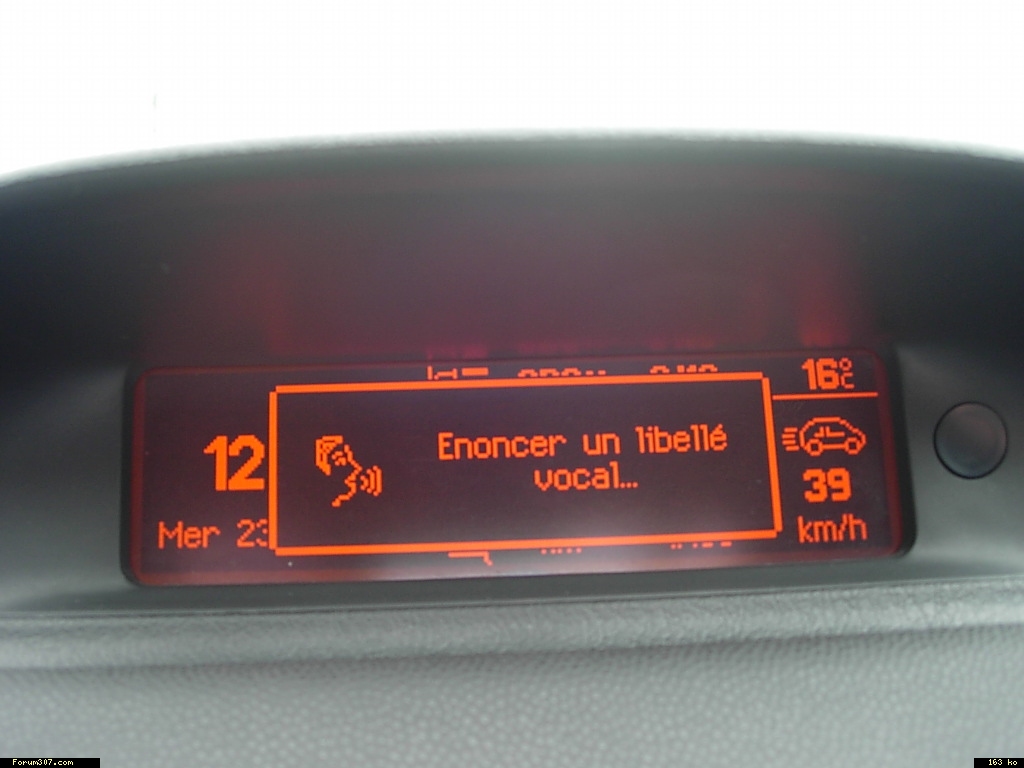 16°C
12
Enoncer un libellé
vocal...
39
Mer 23
km/h
Forum307.com
163 ko